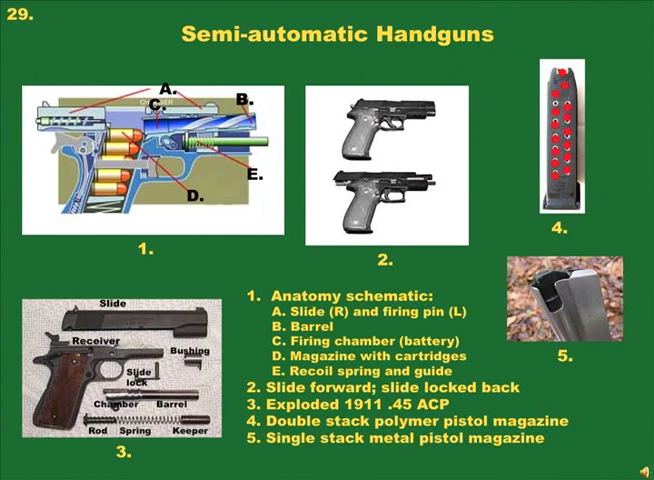 29.
Semi-automatic Handguns
A.
CHAMBER
C.
B.
E.
D.
1.
2.
4.
5.
Slide
Receiver
Bushing
Slide
lock
Chamber Barrel
Rod Spring Keeper
3.
1. Anatomy schematic:
A. Slide (R) and firing pin (L)
B. Barrel
C. Firing chamber (battery)
D. Magazine with cartridges
E. Recoil spring and guide
2. Slide forward; slide locked back
3. Exploded 1911 .45 ACP
4. Double stack polymer pistol magazine
5. Single stack metal pistol magazine